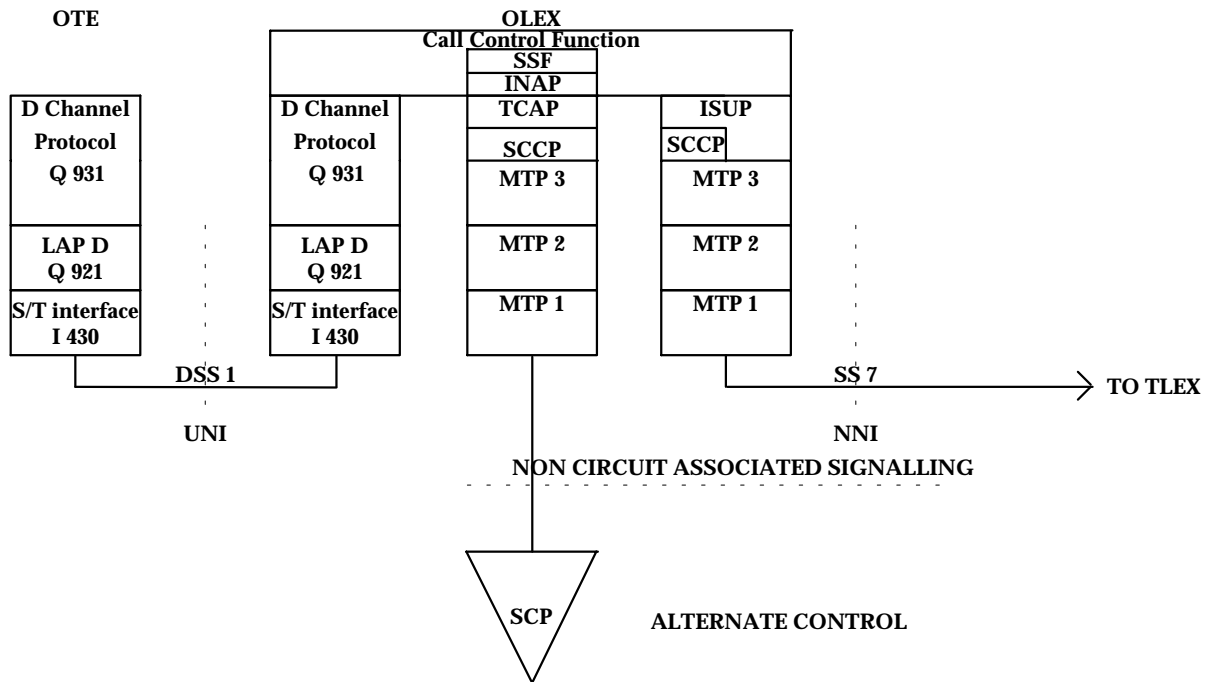 OTE
OLEX
Call Control Function
SSF
INAP
D Channel
Protocol
Q 931
LAP D
Q 921
S/T interface
I 430
D Channel
Protocol
Q 931
LAP D
Q 921
S/T interface
I 430
TCAP
SCCP
MTP 3
MTP 2
MTP 1
ISUP
SCCP
MTP 3
MTP 2
MTP 1
DSS 1
SS 7
TO TLEX
UNI
NNI
NON CIRCUIT ASSOCIATED SIGNALLING
SCP
ALTERNATE CONTROL